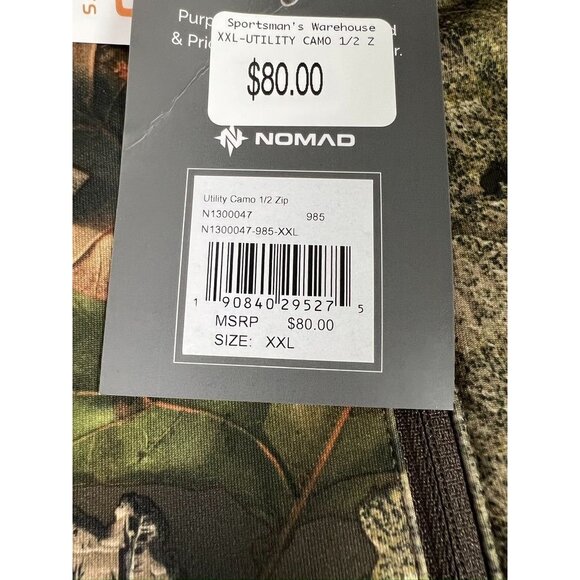 Sportsman's Warehouse
XXL-UTILITY CAMO 1/2 Z
$80.00
&
NOMAD
Utility Camo 1/2 Zip
N1300047 985
N1300047-985-XXL
1 90840 29527 5
MSRP $80.00
SIZE: XXL